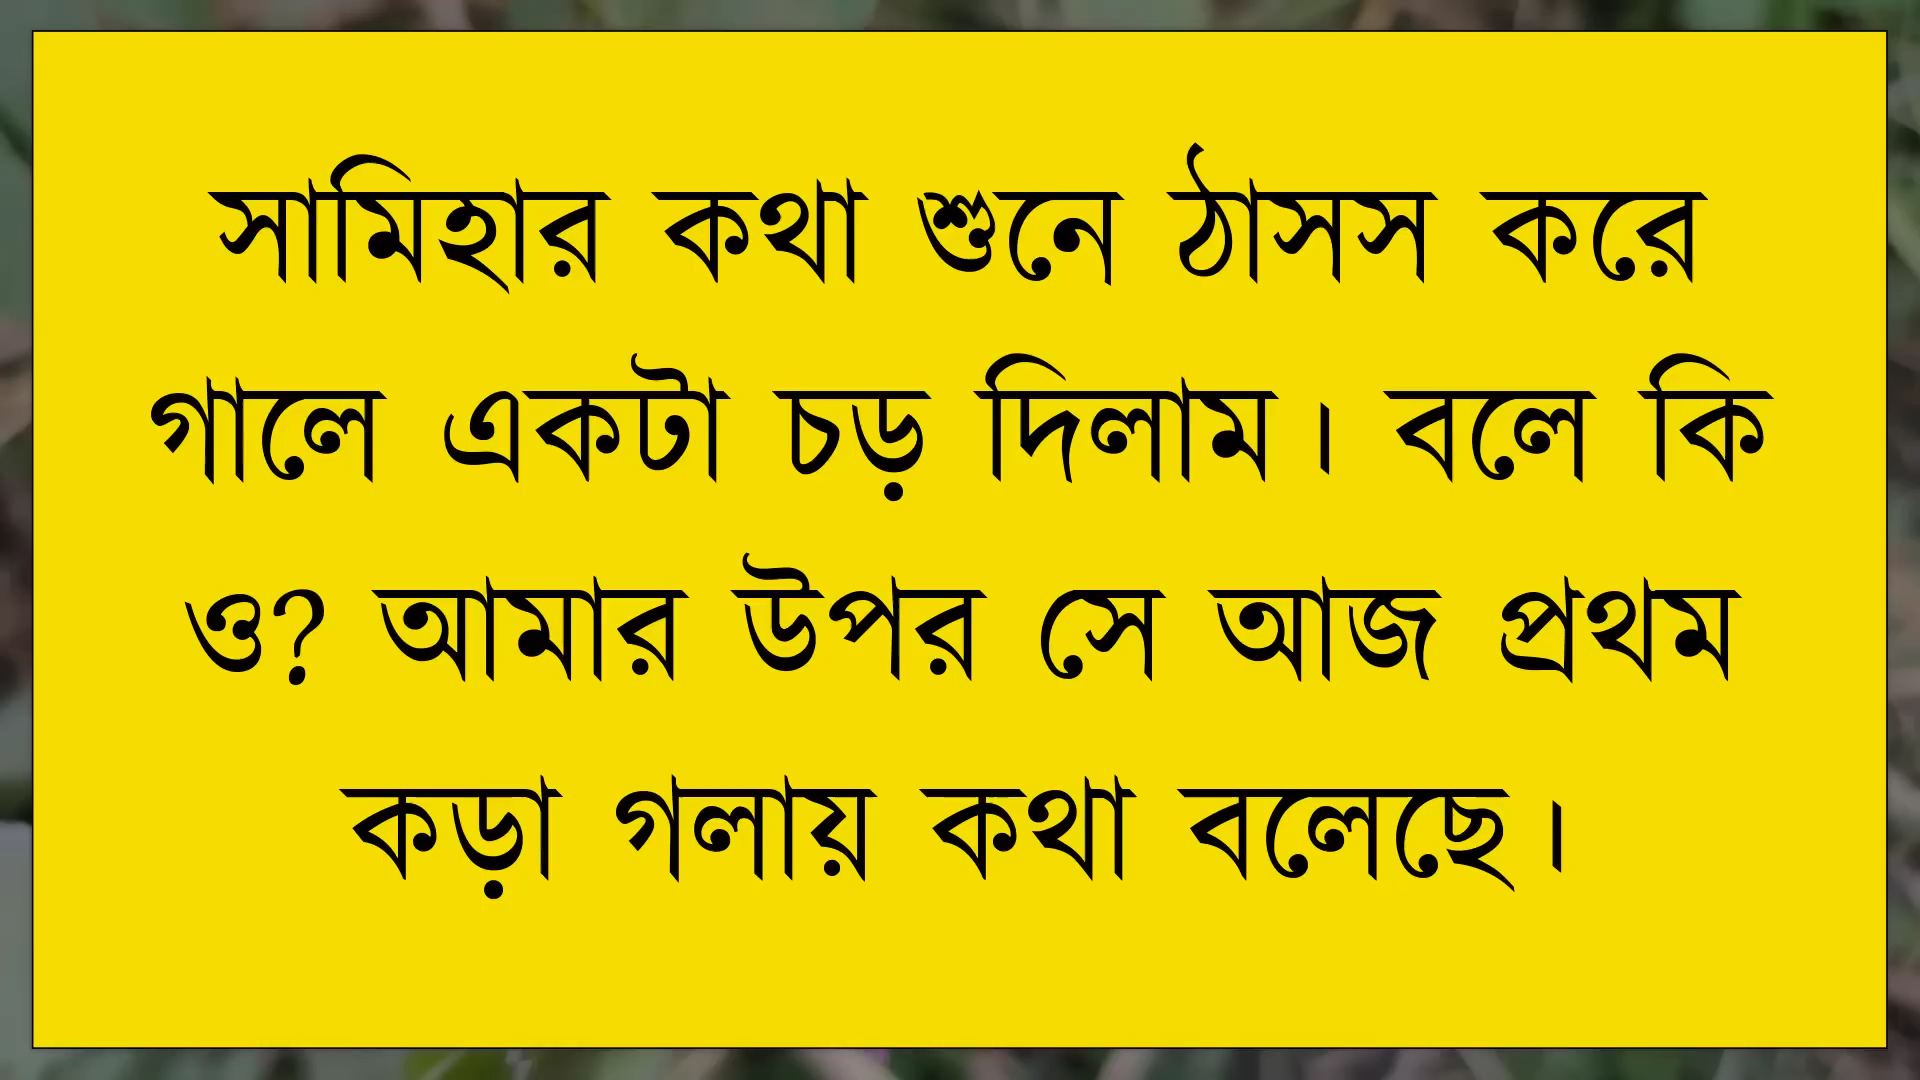 সামিহার কথা শুনে ঠাসস করে
গালে একটা চড় দিলাম। বলে কি
ও? আমার উপর সে আজ প্রথম
কড়া গলায় কথা বলেছে।